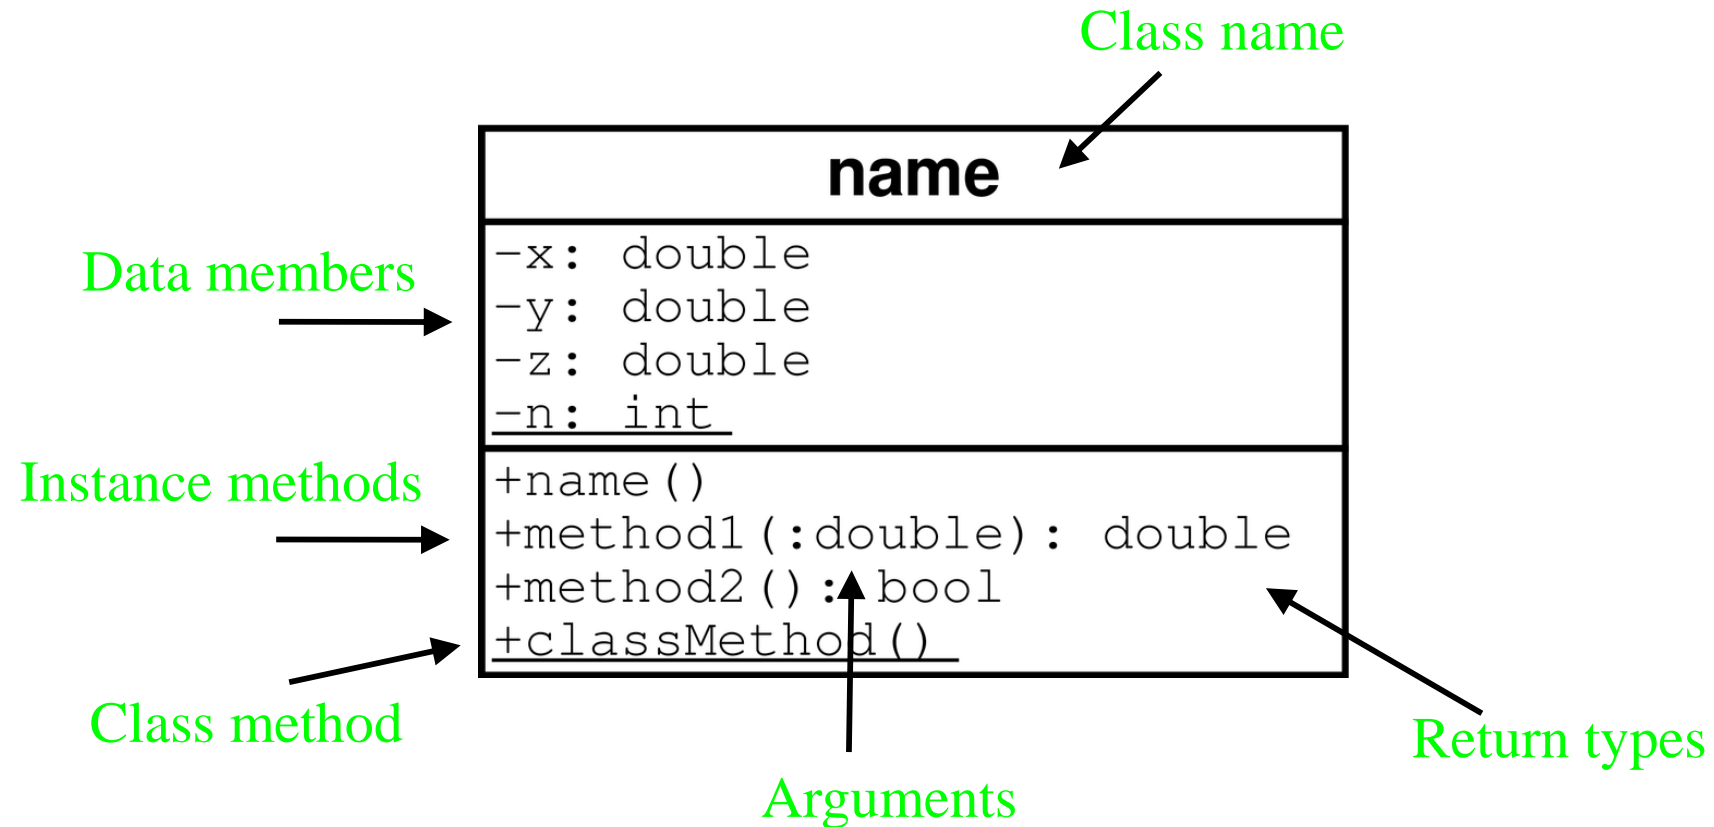 Class name
name
Data members
-x: double
-y: double
-z: double
-n: int
Instance methods
+name()
+method1(:double): double
+method2(): bool
+classMethod()
Class method
Return types
Arguments